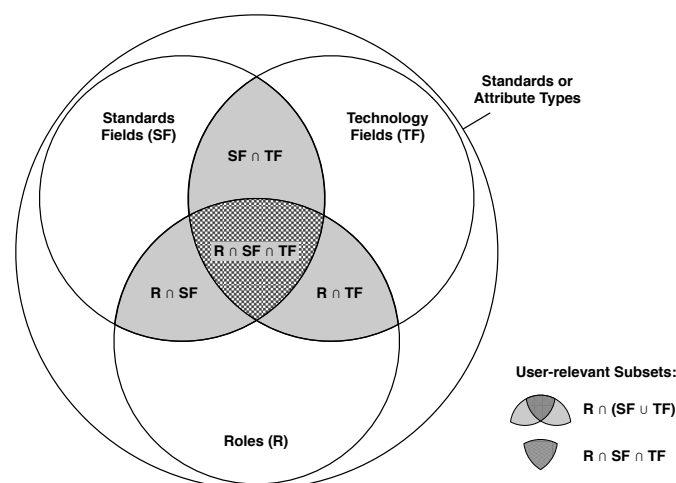 Standards or
Attribute Types
Standards
Fields (SF)
Technology
Fields (TF)
SF ∩ TF
R ∩ SF ∩ TF
R ∩ SF
R ∩ TF
Roles (R)
User-relevant Subsets:
R ∩ (SF ∪ TF)
R ∩ SF ∩ TF